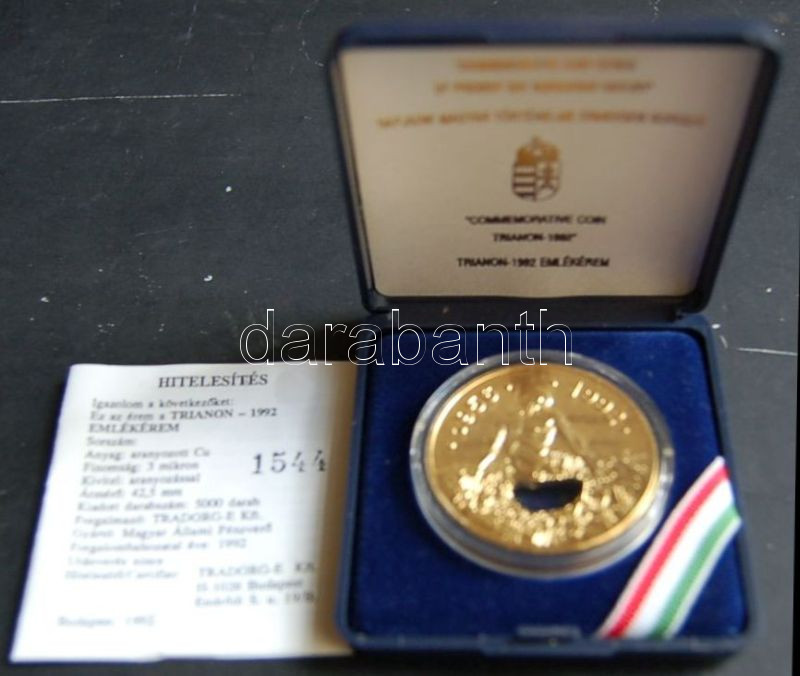 "COMMEMORATIVE COIN
TRIANON-1992"
TRIANON-1992 EMLÉKÉREM
darabanth
HITELESÍTÉS
Igazolom a következőket:
Ez az érem a TRIANON – 1992
EMLÉKÉREM
Sorszám: 1544
Anyag: aranyozott Cu
Finomság: 3 mikron
Kivitel: aranyozással
Átmérő: 42,5 mm
Kiadott darabszám: 5000 darab
Forgalmazó: TRADORG-E Kft.
Gyártó: Magyar Állami Pénzverő
Forgalombahozatal éve: 1992
TRADORG-E Kft.
Budapest
Budapest, 1992.